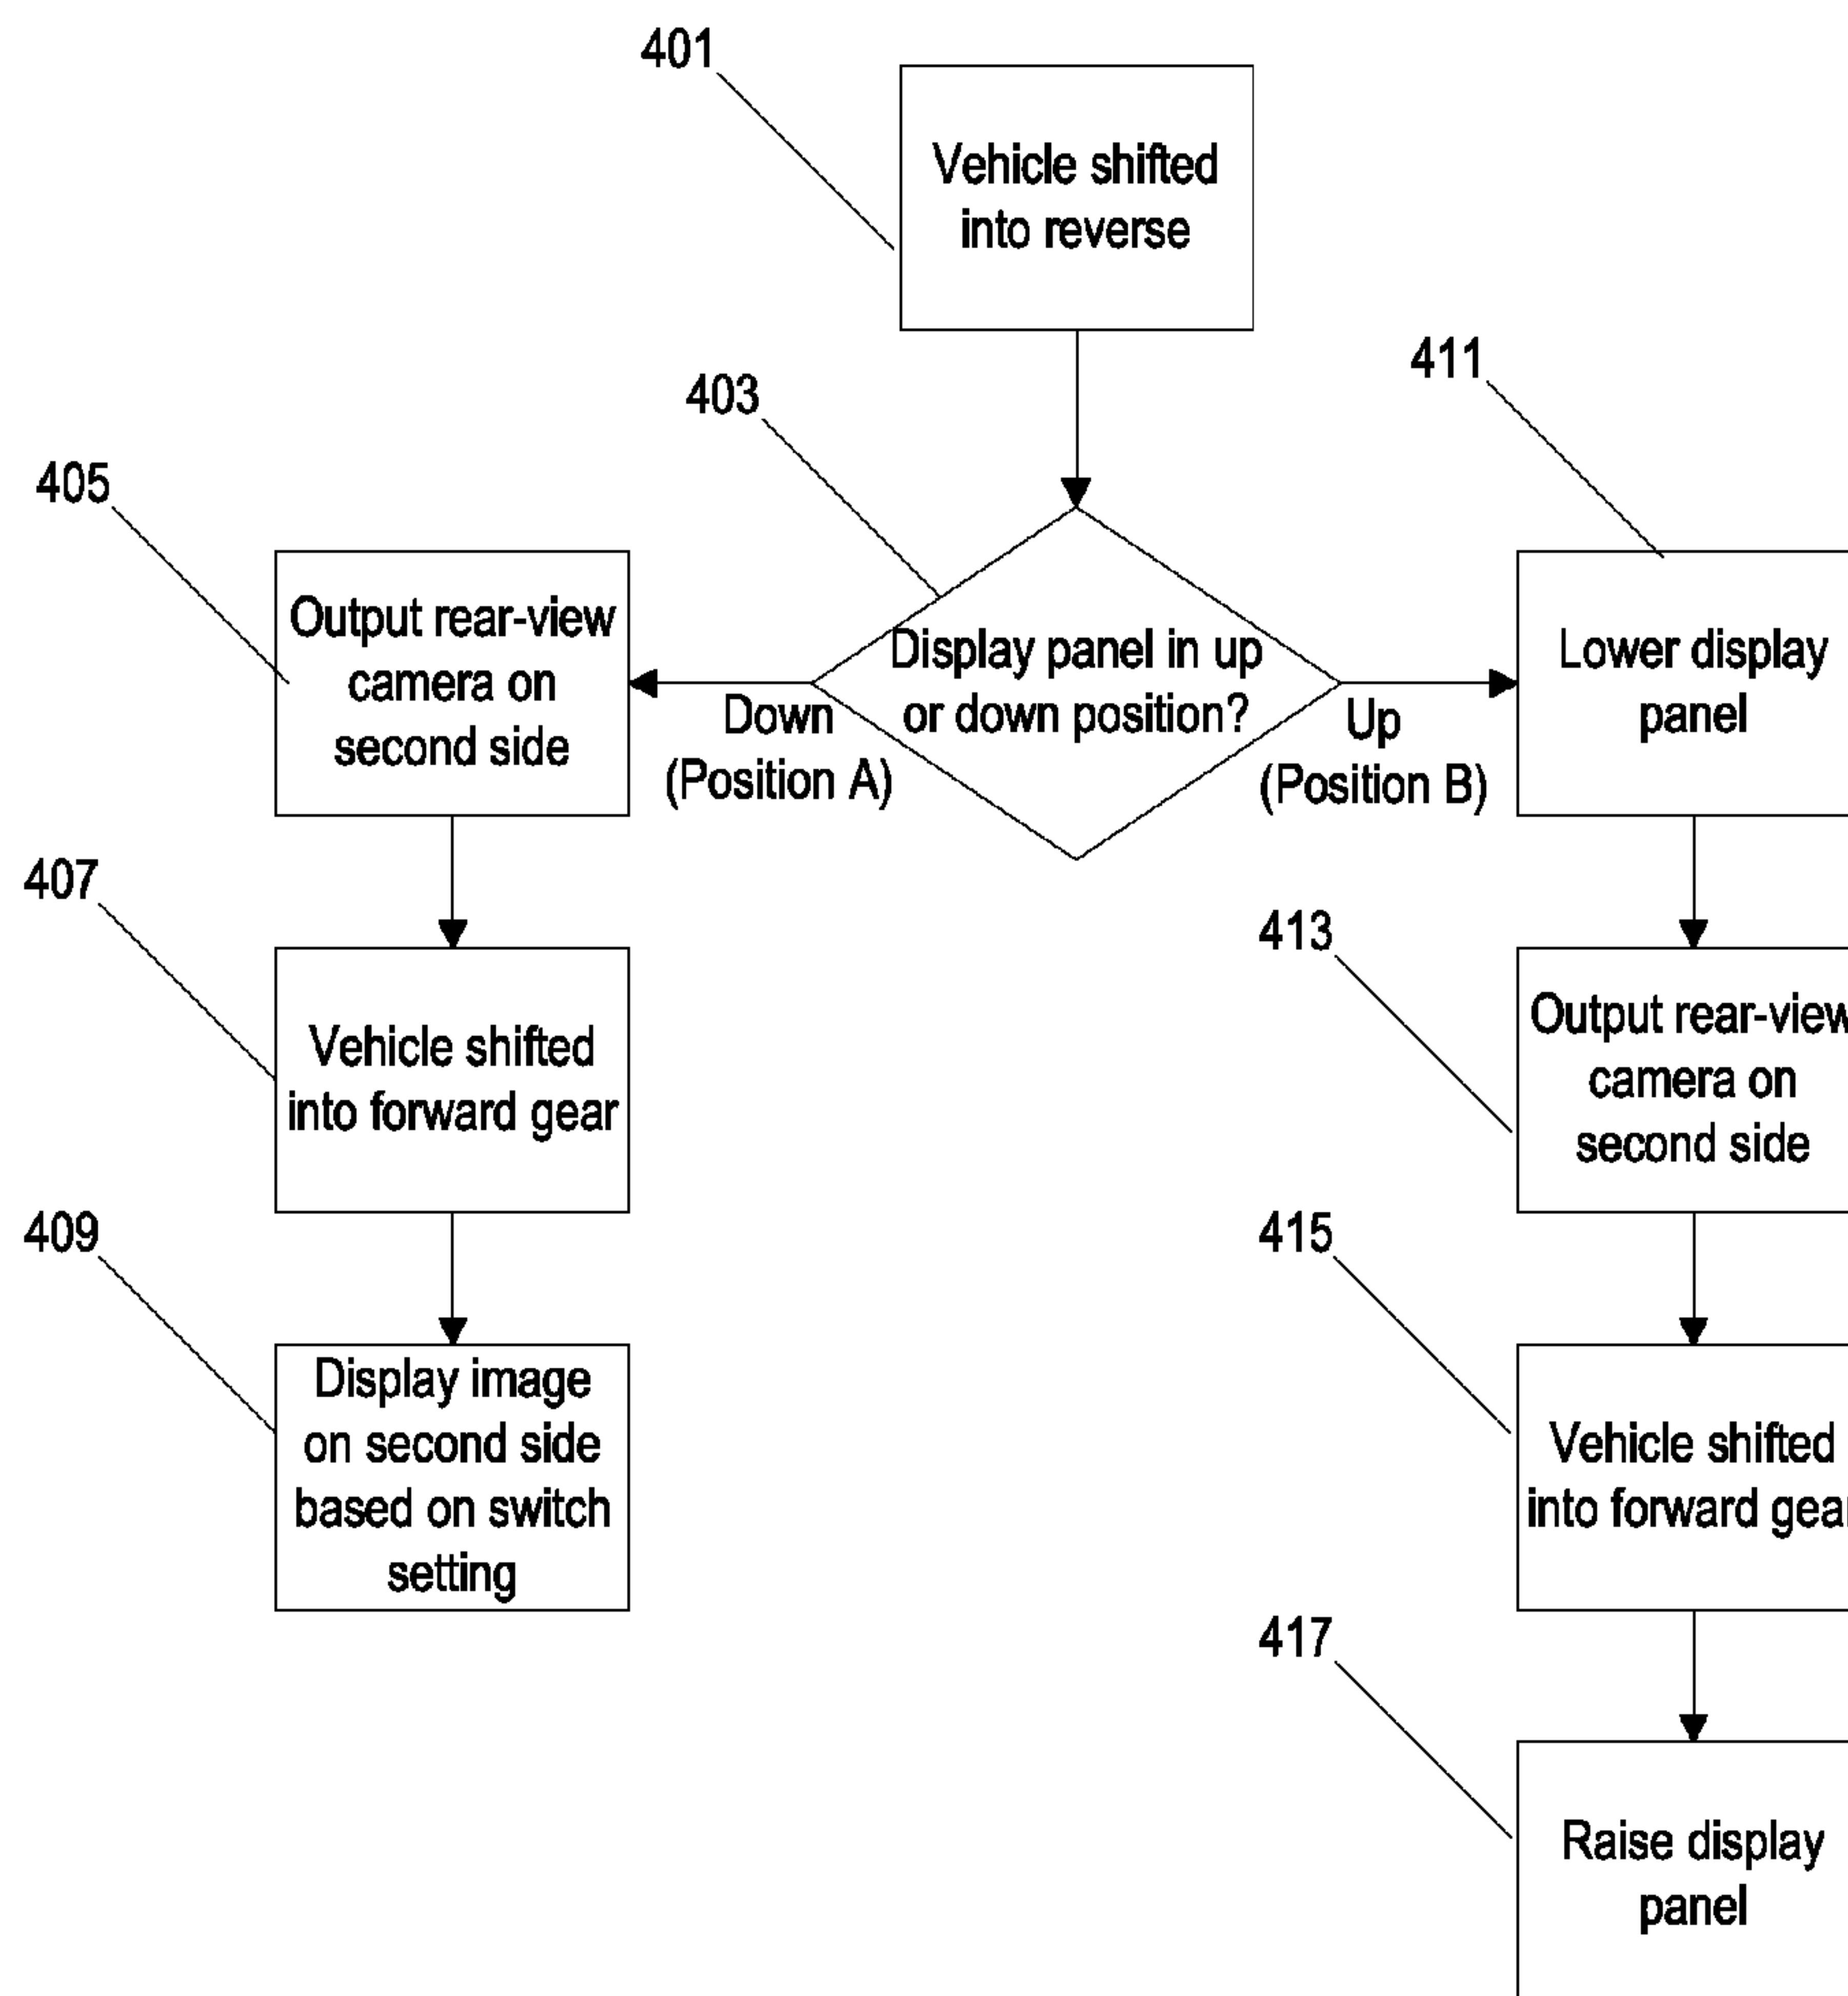 401
Vehicle shifted
into reverse
403
Display panel in up
or down position?
Down
(Position A)
Up
(Position B)
405
Output rear-view
camera on
second side
407
Vehicle shifted
into forward gear
409
Display image
on second side
based on switch
setting
411
Lower display
panel
413
Output rear-view
camera on
second side
415
Vehicle shifted
into forward gear
417
Raise display
panel